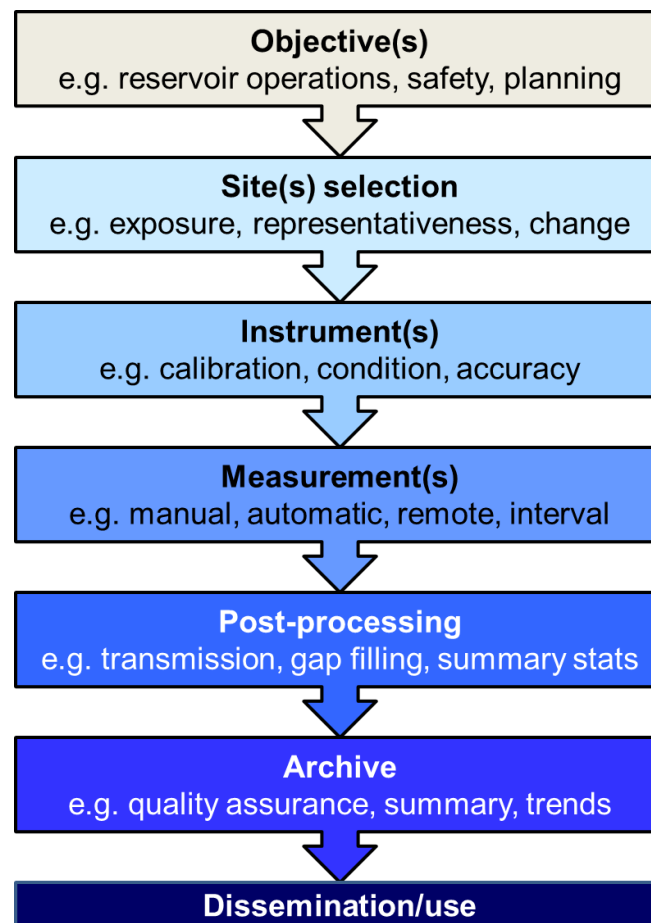 Objective(s)
e.g. reservoir operations, safety, planning
Site(s) selection
e.g. exposure, representativeness, change
Instrument(s)
e.g. calibration, condition, accuracy
Measurement(s)
e.g. manual, automatic, remote, interval
Post-processing
e.g. transmission, gap filling, summary stats
Archive
e.g. quality assurance, summary, trends
Dissemination/use